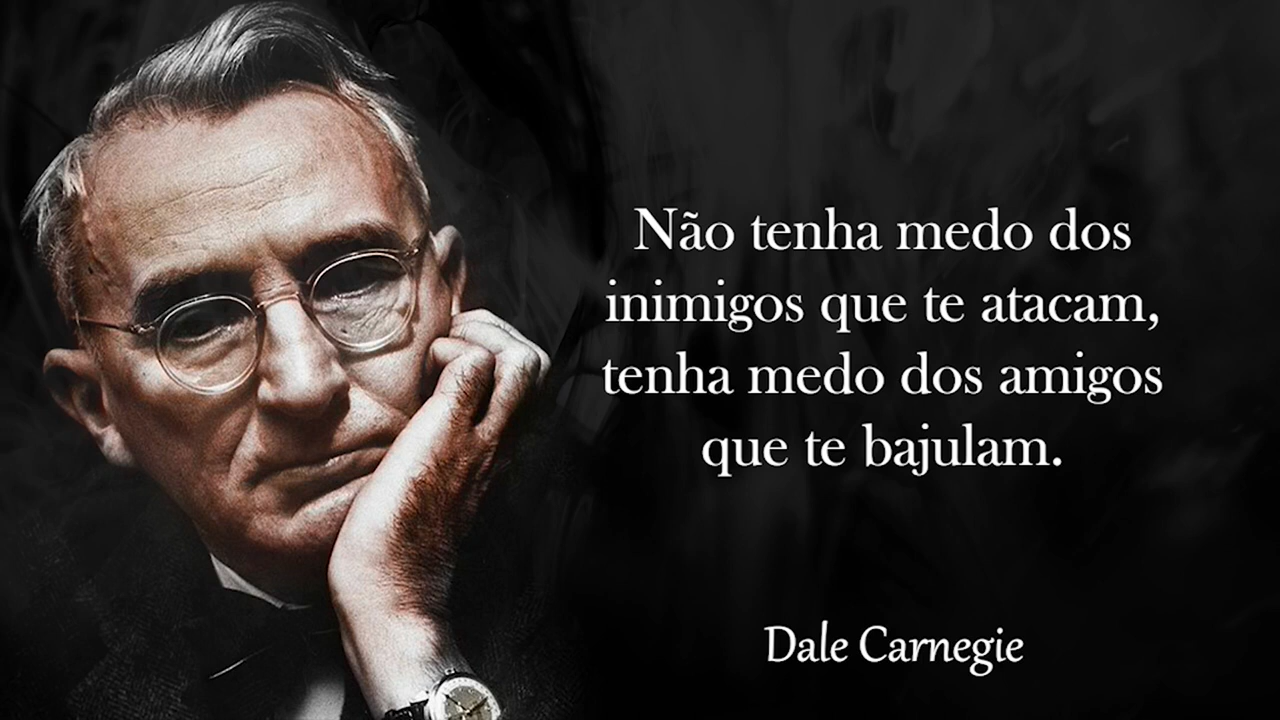 Não tenha medo dos
inimigos que te atacam,
tenha medo dos amigos
que te bajulam.
Dale Carnegie